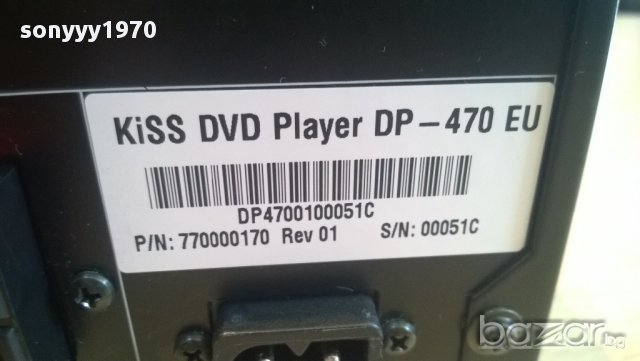 sonyyy1970
KiSS DVD Player DP-470 EU
DP4700100051C
P/N: 770000170 Rev 01 S/N: 00051C
bazar.bg